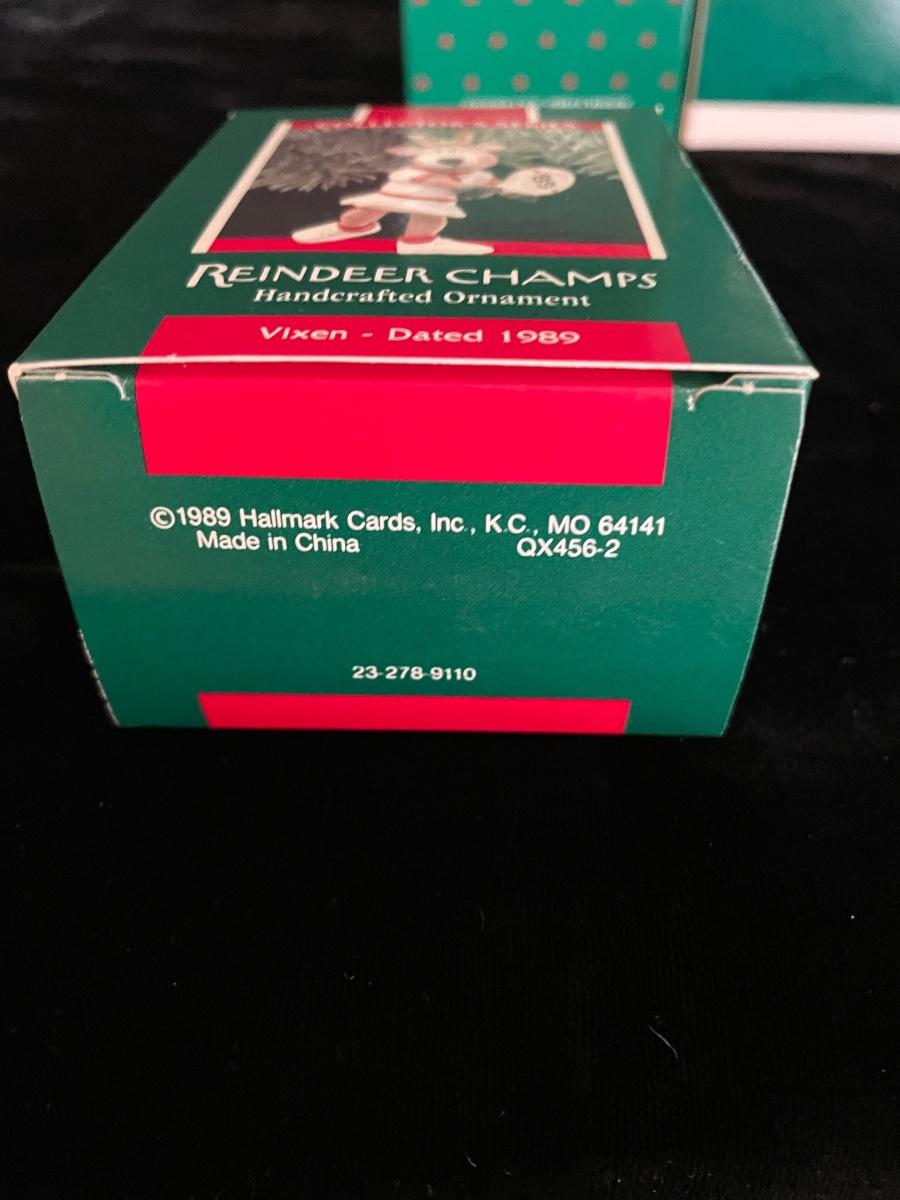 REINDEER CHAMPS
Handcrafted Ornament
Vixen - Dated 1989
©1989 Hallmark Cards, Inc., K.C., MO 64141
Made in China QX456-2
23-278-9110